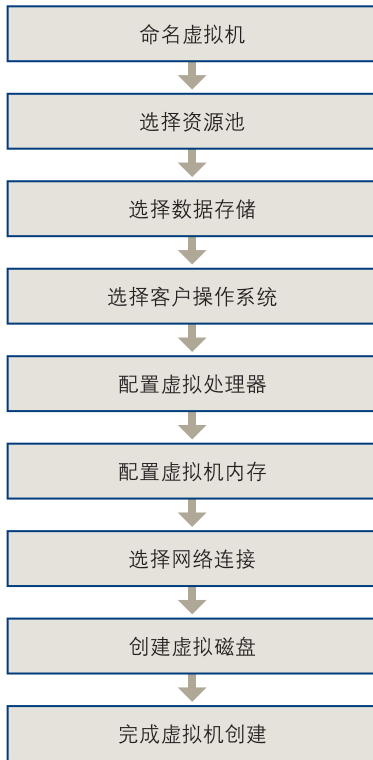 命名虚拟机
选择资源池
选择数据存储
选择客户操作系统
配置虚拟处理器
配置虚拟机内存
选择网络连接
创建虚拟磁盘
完成虚拟机创建